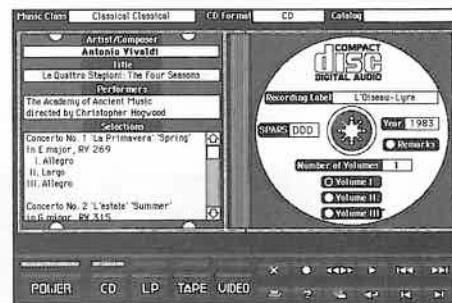 Music Class Classical Classical CD Format CD Catalog
Artist/Composer
Antonio Vivaldi
Title
Le Quattro Stagioni: The Four Seasons
Performers
The Academy of Ancient Music
directed by Christopher Hogwood
Selections
Concerto No. 1 'La Primavera' 'Spring'
in E major, RV 269
I. Allegro
II. Largo
III. Allegro
Concerto No. 2 'L'estate' 'Summer'
in G minor, RV 315
COMPACT
disc
DIGITAL AUDIO
Recording Label L'Oiseau-Lyre
SPARS DDD
Year 1983
Remarks
Number of Volumes 1
Volume I
Volume II
Volume III
POWER CD LP TAPE VIDEO